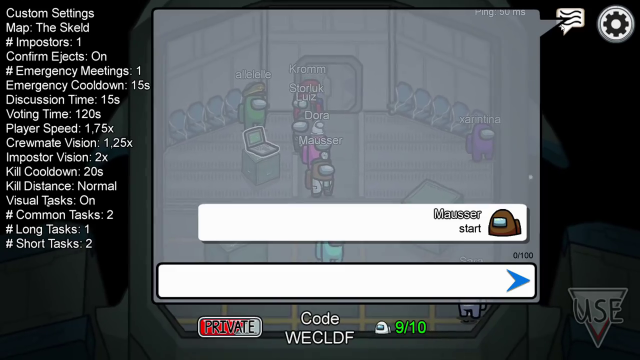 Custom Settings
Map: The Skeld
# Impostors: 1
Confirm Ejects: On
# Emergency Meetings: 1
Emergency Cooldown: 15s
Discussion Time: 15s
Voting Time: 120s
Player Speed: 1,75x
Crewmate Vision: 1,25x
Impostor Vision: 2x
Kill Cooldown: 20s
Kill Distance: Normal
Visual Tasks: On
# Common Tasks: 2
# Long Tasks: 1
# Short Tasks: 2
Ping: 50 ms
allelelle
Kromm
Storluk
Luiz
Dora
Mausser
xarintina
Mausser
start
0/100
PRIVATE
Code
WECLDF
9/10
USE